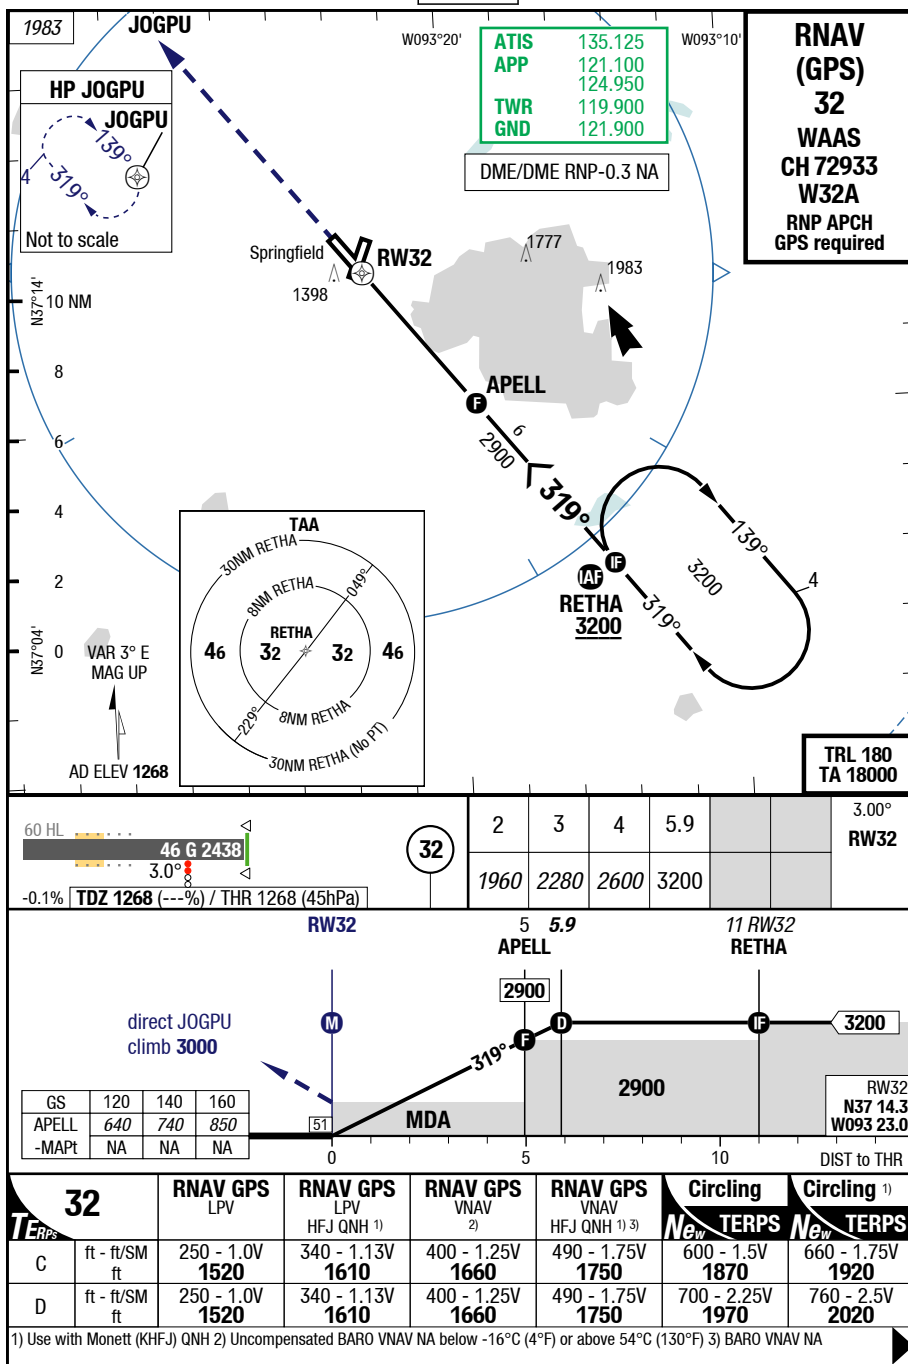 1983
JOGPU
W093°20'
W093°10'
ATIS 135.125
APP 121.100
124.950
TWR 119.900
GND 121.900
DME/DME RNP-0.3 NA
RNAV
(GPS)
32
WAAS
CH 72933
W32A
RNP APCH
GPS required
HP JOGPU
JOGPU
139°
319°
4
Not to scale
Springfield
RW32
1398
1777
1983
N37°14'
10 NM
8
6
4
2
0
N37°04'
APELL
F
6
2900
319°
IF
IAF
RETHA
3200
139°
3200
319°
4
TAA
30NM RETHA
8NM RETHA
049°
RETHA
46 32 32 46
229°
8NM RETHA
30NM RETHA (No PT)
VAR 3° E
MAG UP
AD ELEV 1268
TRL 180
TA 18000
60 HL
46 G 2438
3.0°
-0.1% TDZ 1268 (---%) / THR 1268 (45hPa)
32
2 3 4 5.9
1960 2280 2600 3200
3.00°
RW32
RW32
5 5.9
APELL
11 RW32
RETHA
2900
direct JOGPU
climb 3000
M
F
D
IF
3200
319°
2900
MDA
51
GS 120 140 160
APELL 640 740 850
-MAPt NA NA NA
RW32
N37 14.3
W093 23.0
0 5 10 DIST to THR
TERPs
32
RNAV GPS LPV
RNAV GPS LPV HFJ QNH 1)
RNAV GPS VNAV 2)
RNAV GPS VNAV HFJ QNH 1) 3)
Circling New TERPS
Circling 1) New TERPS
C ft - ft/SM 250 - 1.0V 340 - 1.13V 400 - 1.25V 490 - 1.75V 600 - 1.5V 660 - 1.75V
ft 1520 1610 1660 1750 1870 1920
D ft - ft/SM 250 - 1.0V 340 - 1.13V 400 - 1.25V 490 - 1.75V 700 - 2.25V 760 - 2.5V
ft 1520 1610 1660 1750 1970 2020
1) Use with Monett (KHFJ) QNH 2) Uncompensated BARO VNAV NA below -16°C (4°F) or above 54°C (130°F) 3) BARO VNAV NA